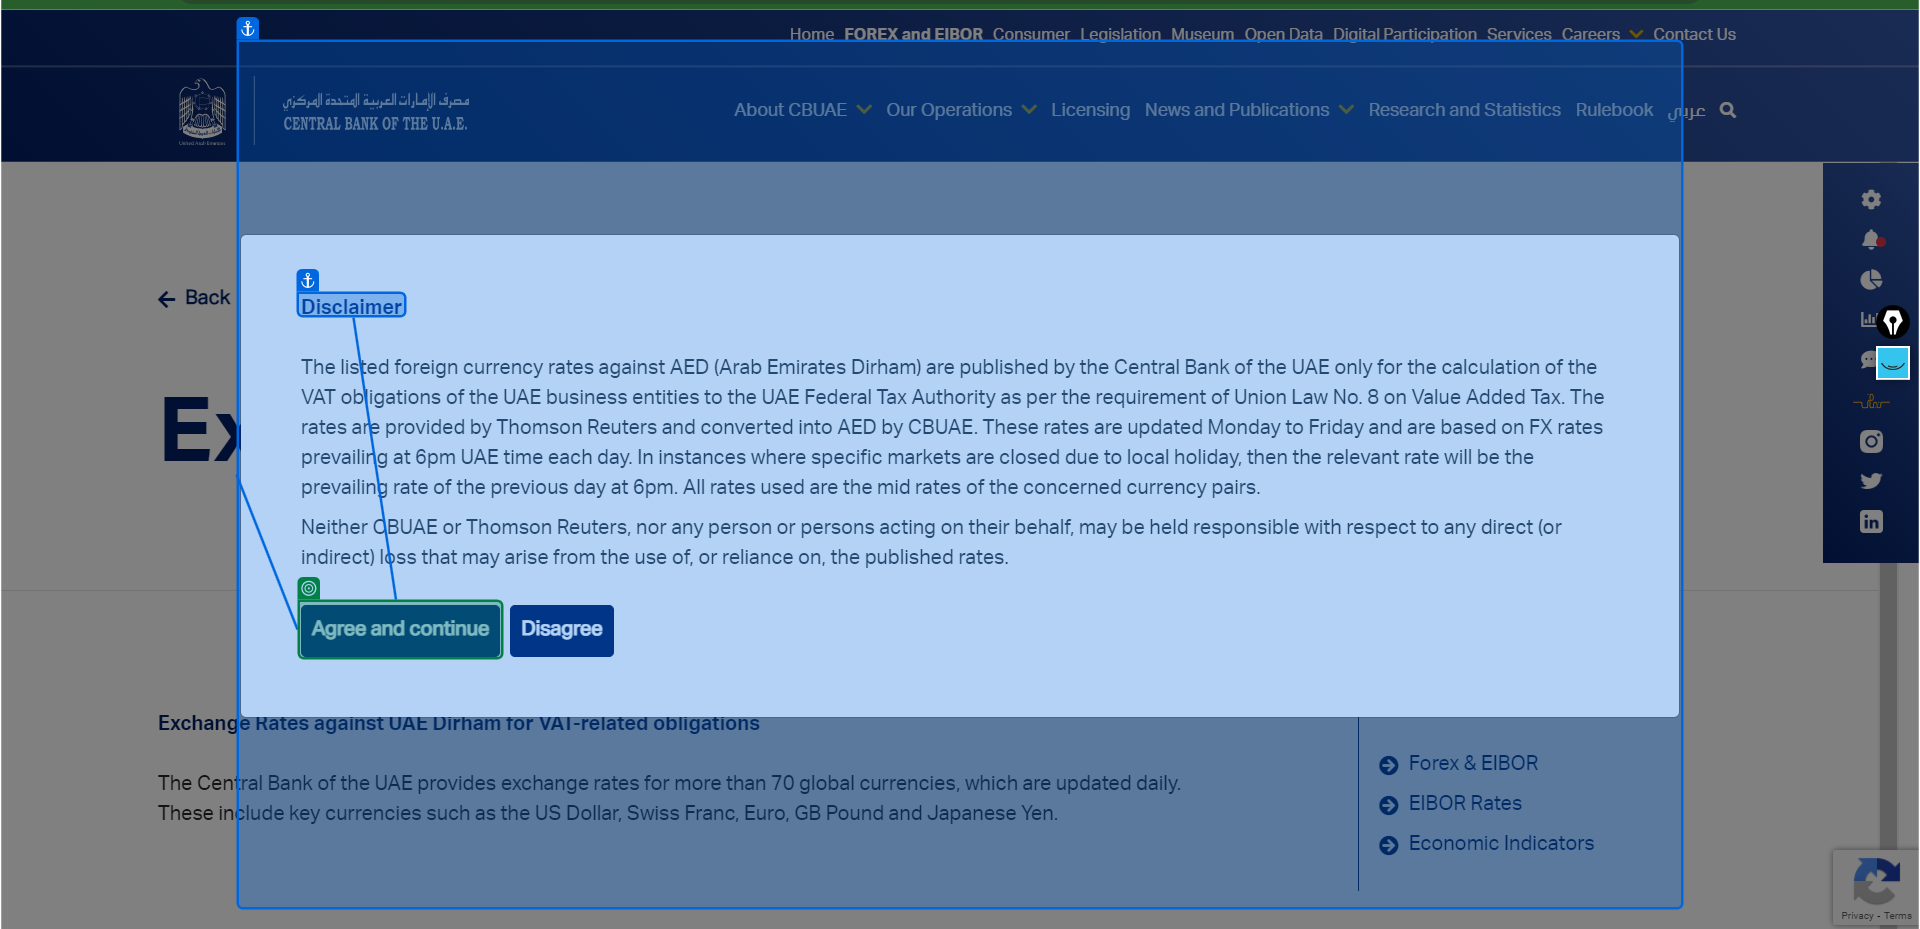 Home FOREX and EIBOR Consumer Legislation Museum Open Data Digital Participation Services Careers Contact Us
مصرف الإمارات العربية المتحدة المركزي
CENTRAL BANK OF THE U.A.E.
United Arab Emirates
About CBUAE Our Operations Licensing News and Publications Research and Statistics Rulebook عربي
Back
Ex
Disclaimer
The listed foreign currency rates against AED (Arab Emirates Dirham) are published by the Central Bank of the UAE only for the calculation of the
VAT obligations of the UAE business entities to the UAE Federal Tax Authority as per the requirement of Union Law No. 8 on Value Added Tax. The
rates are provided by Thomson Reuters and converted into AED by CBUAE. These rates are updated Monday to Friday and are based on FX rates
prevailing at 6pm UAE time each day. In instances where specific markets are closed due to local holiday, then the relevant rate will be the
prevailing rate of the previous day at 6pm. All rates used are the mid rates of the concerned currency pairs.
Neither CBUAE or Thomson Reuters, nor any person or persons acting on their behalf, may be held responsible with respect to any direct (or
indirect) loss that may arise from the use of, or reliance on, the published rates.
Agree and continue Disagree
Exchange Rates against UAE Dirham for VAT-related obligations
The Central Bank of the UAE provides exchange rates for more than 70 global currencies, which are updated daily.
These include key currencies such as the US Dollar, Swiss Franc, Euro, GB Pound and Japanese Yen.
Forex & EIBOR
EIBOR Rates
Economic Indicators
Privacy - Terms